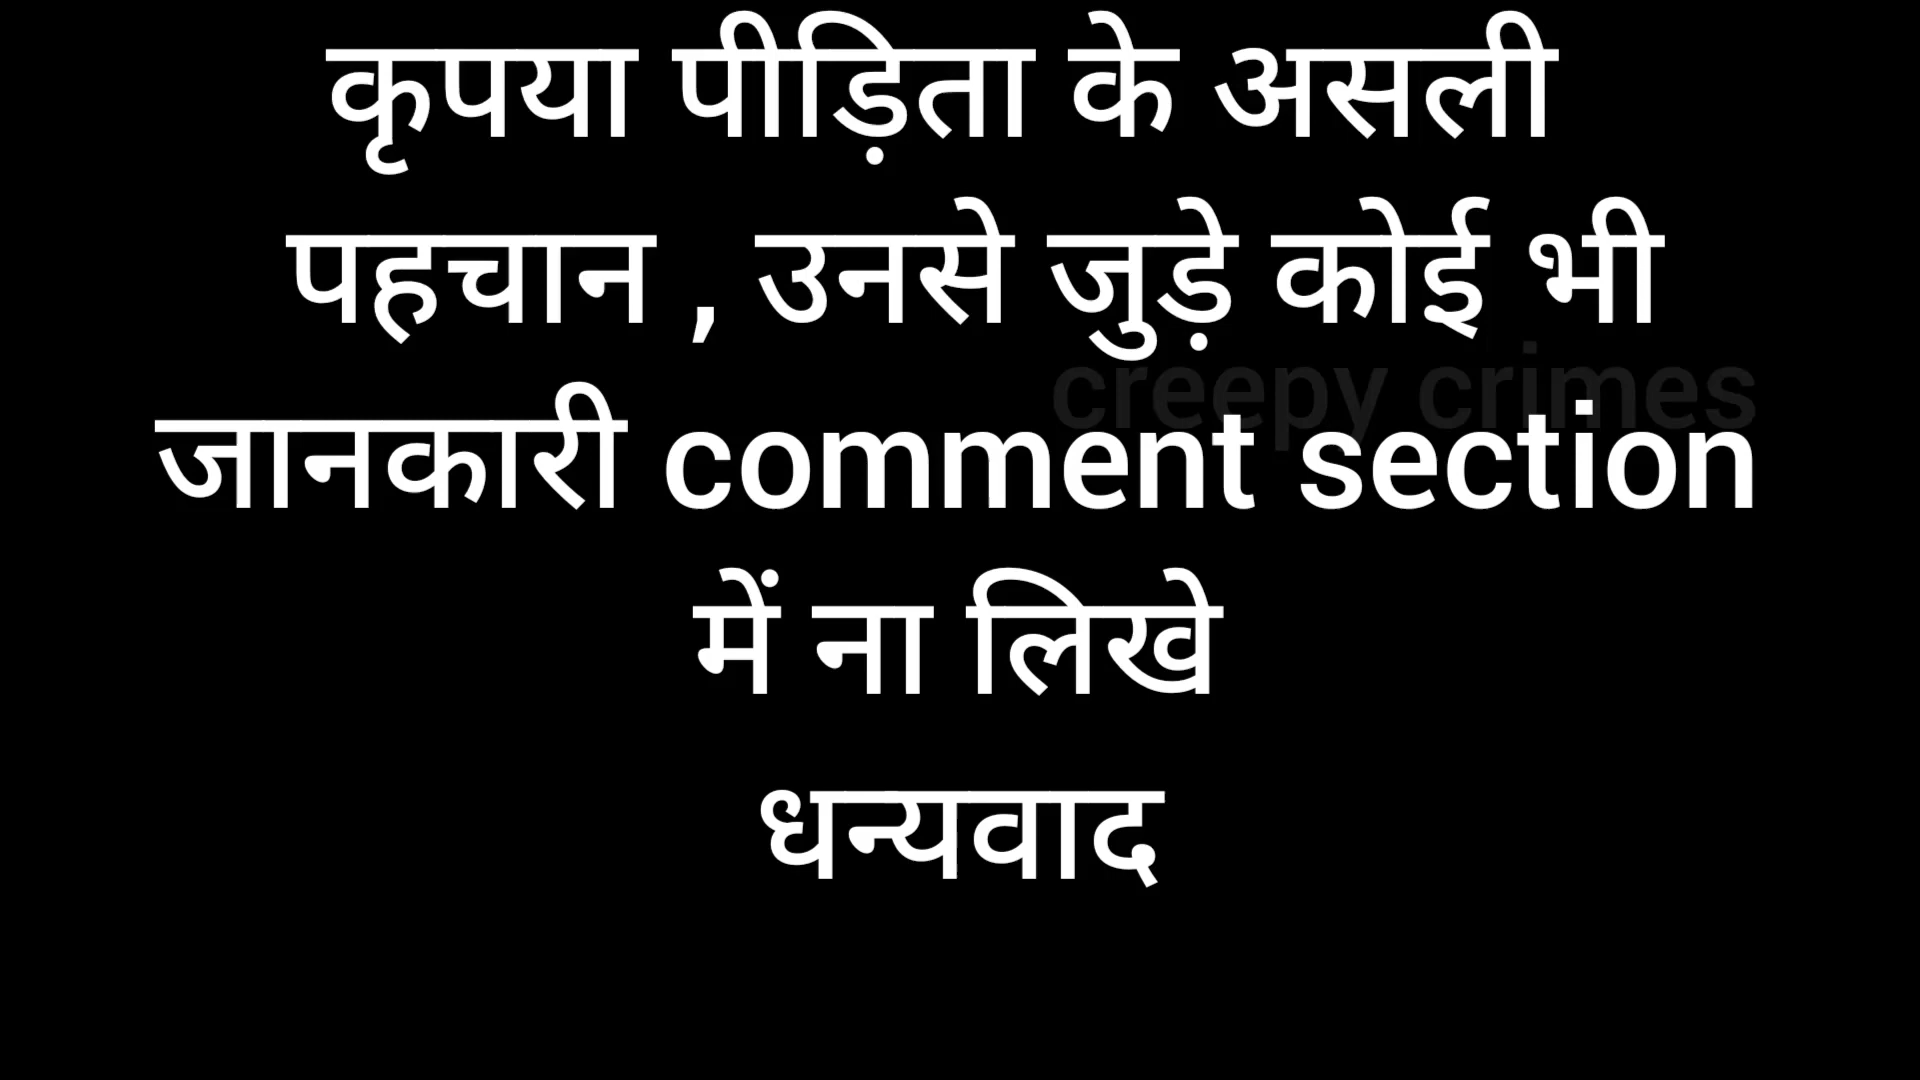 कृपया पीड़िता के असली
पहचान , उनसे जुड़े कोई भी
creepy crimes
जानकारी comment section
में ना लिखे
धन्यवाद